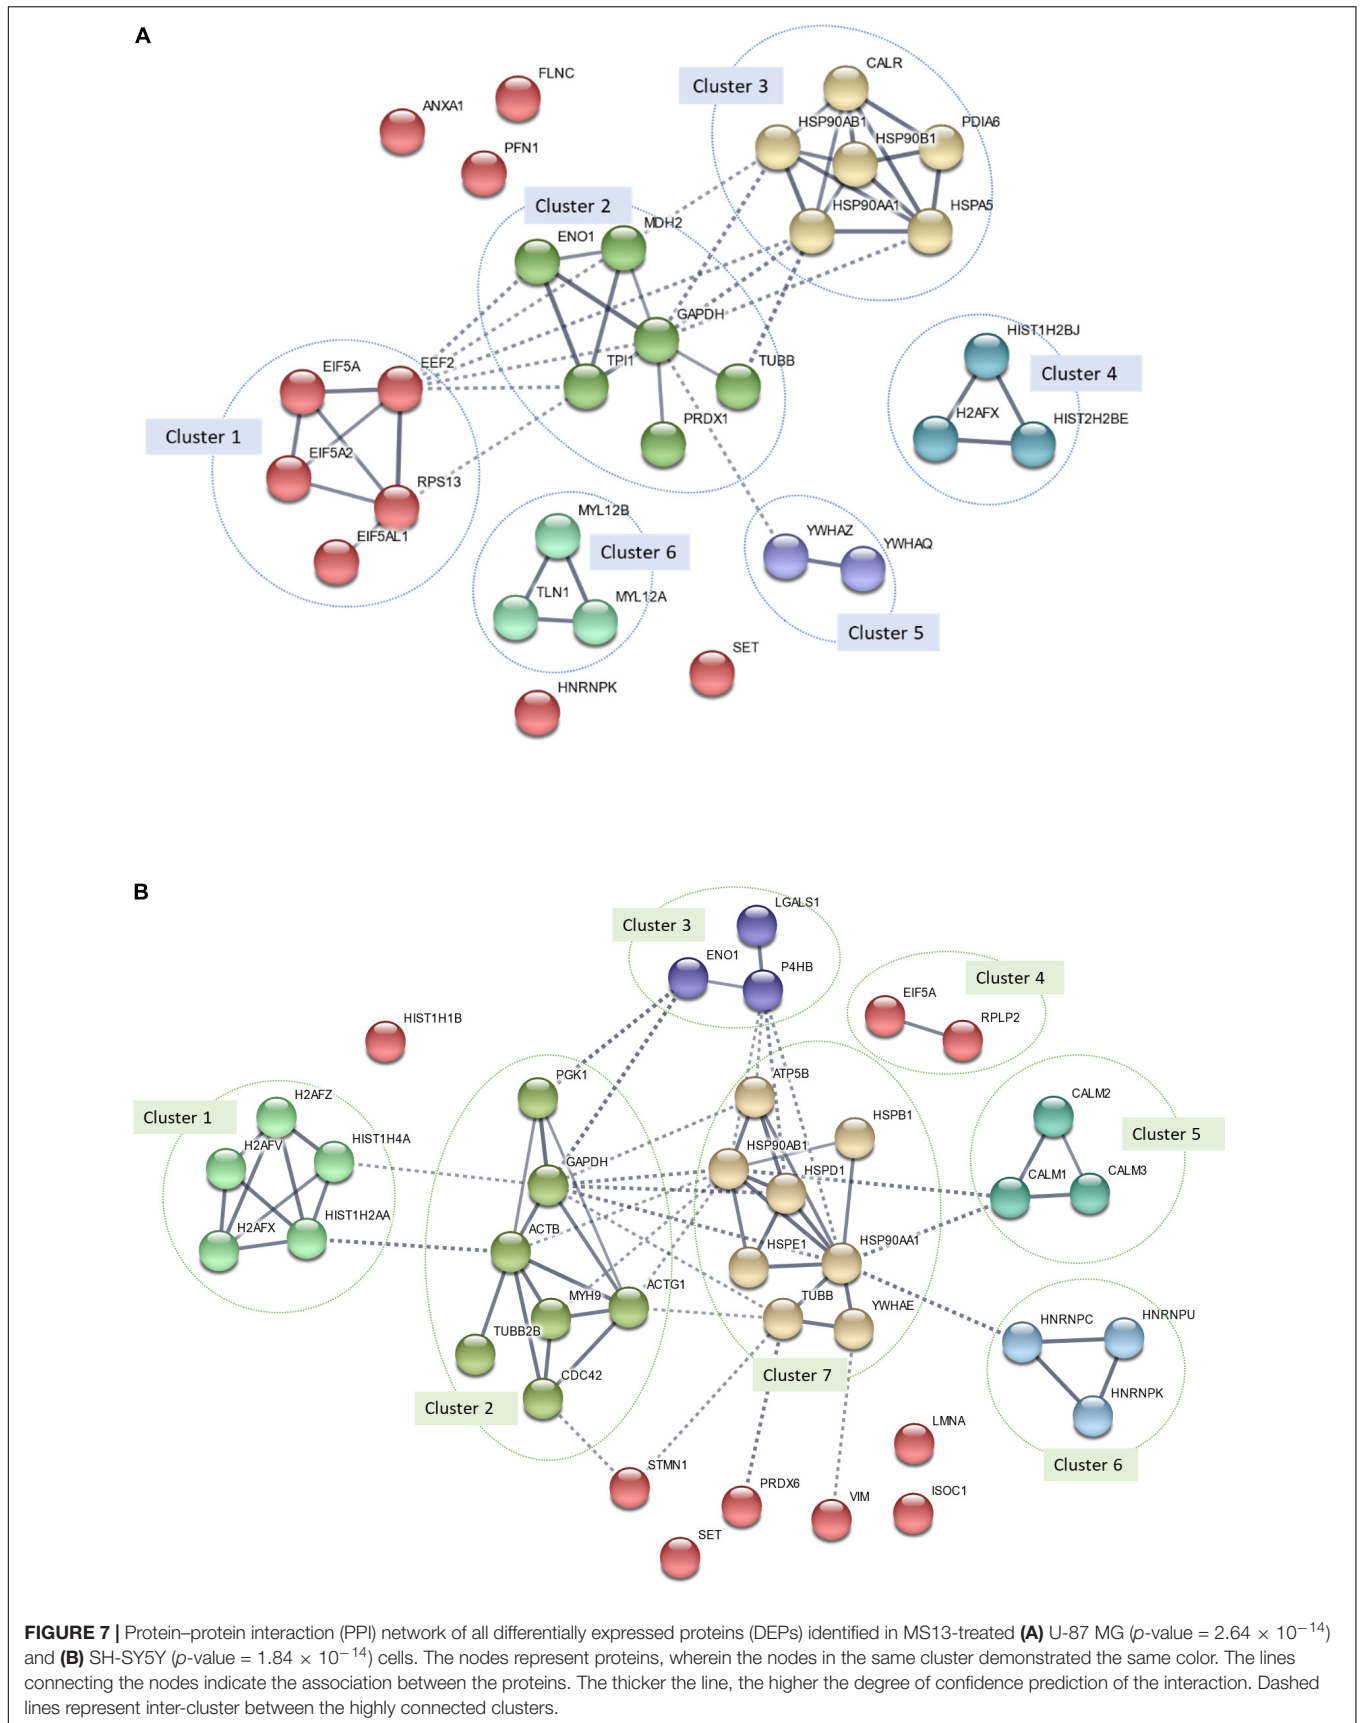 A
FLNC
ANXA1
PFN1
Cluster 3
CALR
HSP90AB1
HSP90B1
PDIA6
HSP90AA1
HSPA5
Cluster 2
ENO1
MDH2
GAPDH
TPI1
TUBB
PRDX1
HIST1H2BJ
Cluster 4
H2AFX
HIST2H2BE
EIF5A
EEF2
Cluster 1
EIF5A2
RPS13
EIF5AL1
MYL12B
Cluster 6
TLN1
MYL12A
YWHAZ
YWHAQ
Cluster 5
SET
HNRNPK
B
LGALS1
Cluster 3
ENO1
P4HB
Cluster 4
EIF5A
RPLP2
HIST1H1B
PGK1
ATP5B
HSPB1
CALM2
Cluster 5
CALM1
CALM3
H2AFZ
Cluster 1
H2AFV
HIST1H4A
H2AFX
HIST1H2AA
GAPDH
HSP90AB1
HSPD1
ACTB
HSPE1
HSP90AA1
MYH9
ACTG1
TUBB
YWHAE
TUBB2B
CDC42
Cluster 2
Cluster 7
HNRNPC
HNRNPU
HNRNPK
Cluster 6
LMNA
STMN1
PRDX6
VIM
ISOC1
SET
FIGURE 7 | Protein–protein interaction (PPI) network of all differentially expressed proteins (DEPs) identified in MS13-treated (A) U-87 MG (p-value = 2.64 × 10−14)
and (B) SH-SY5Y (p-value = 1.84 × 10−14) cells. The nodes represent proteins, wherein the nodes in the same cluster demonstrated the same color. The lines
connecting the nodes indicate the association between the proteins. The thicker the line, the higher the degree of confidence prediction of the interaction. Dashed
lines represent inter-cluster between the highly connected clusters.